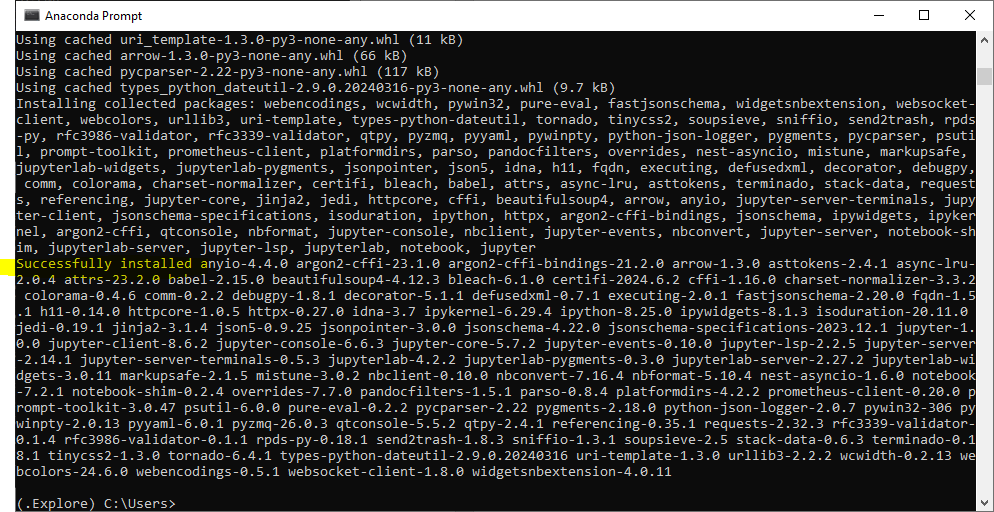 Anaconda Prompt
Using cached uri_template-1.3.0-py3-none-any.whl (11 kB)
Using cached arrow-1.3.0-py3-none-any.whl (66 kB)
Using cached pycparser-2.22-py3-none-any.whl (117 kB)
Using cached types_python_dateutil-2.9.0.20240316-py3-none-any.whl (9.7 kB)
Installing collected packages: webencodings, wcwidth, pywin32, pure-eval, fastjsonschema, widgetsnbextension, websocket-
client, webcolors, urllib3, uri-template, types-python-dateutil, tornado, tinycss2, soupsieve, sniffio, send2trash, rpds
-py, rfc3986-validator, rfc3339-validator, qtpy, pyzmq, pyyaml, pywinpty, python-json-logger, pygments, pycparser, psuti
l, prompt-toolkit, prometheus-client, platformdirs, parso, pandocfilters, overrides, nest-asyncio, mistune, markupsafe,
jupyterlab-widgets, jupyterlab-pygments, jsonpointer, json5, idna, h11, fqdn, executing, defusedxml, decorator, debugpy,
comm, colorama, charset-normalizer, certifi, bleach, babel, attrs, async-lru, asttokens, terminado, stack-data, request
s, referencing, jupyter-core, jinja2, jedi, httpcore, cffi, beautifulsoup4, arrow, anyio, jupyter-server-terminals, jupy
ter-client, jsonschema-specifications, isoduration, ipython, httpx, argon2-cffi-bindings, jsonschema, ipywidgets, ipyker
nel, argon2-cffi, qtconsole, nbformat, jupyter-console, nbclient, jupyter-events, nbconvert, jupyter-server, notebook-sh
im, jupyterlab-server, jupyter-lsp, jupyterlab, notebook, jupyter
Successfully installed anyio-4.4.0 argon2-cffi-23.1.0 argon2-cffi-bindings-21.2.0 arrow-1.3.0 asttokens-2.4.1 async-lru-
2.0.4 attrs-23.2.0 babel-2.15.0 beautifulsoup4-4.12.3 bleach-6.1.0 certifi-2024.6.2 cffi-1.16.0 charset-normalizer-3.3.2
colorama-0.4.6 comm-0.2.2 debugpy-1.8.1 decorator-5.1.1 defusedxml-0.7.1 executing-2.0.1 fastjsonschema-2.20.0 fqdn-1.5
.1 h11-0.14.0 httpcore-1.0.5 httpx-0.27.0 idna-3.7 ipykernel-6.29.4 ipython-8.25.0 ipywidgets-8.1.3 isoduration-20.11.0
jedi-0.19.1 jinja2-3.1.4 json5-0.9.25 jsonpointer-3.0.0 jsonschema-4.22.0 jsonschema-specifications-2023.12.1 jupyter-1.
0.0 jupyter-client-8.6.2 jupyter-console-6.6.3 jupyter-core-5.7.2 jupyter-events-0.10.0 jupyter-lsp-2.2.5 jupyter-server
-2.14.1 jupyter-server-terminals-0.5.3 jupyterlab-4.2.2 jupyterlab-pygments-0.3.0 jupyterlab-server-2.27.2 jupyterlab-wi
dgets-3.0.11 markupsafe-2.1.5 mistune-3.0.2 nbclient-0.10.0 nbconvert-7.16.4 nbformat-5.10.4 nest-asyncio-1.6.0 notebook
-7.2.1 notebook-shim-0.2.4 overrides-7.7.0 pandocfilters-1.5.1 parso-0.8.4 platformdirs-4.2.2 prometheus-client-0.20.0 p
rompt-toolkit-3.0.47 psutil-6.0.0 pure-eval-0.2.2 pycparser-2.22 pygments-2.18.0 python-json-logger-2.0.7 pywin32-306 py
winpty-2.0.13 pyyaml-6.0.1 pyzmq-26.0.3 qtconsole-5.5.2 qtpy-2.4.1 referencing-0.35.1 requests-2.32.3 rfc3339-validator-
0.1.4 rfc3986-validator-0.1.1 rpds-py-0.18.1 send2trash-1.8.3 sniffio-1.3.1 soupsieve-2.5 stack-data-0.6.3 terminado-0.1
8.1 tinycss2-1.3.0 tornado-6.4.1 types-python-dateutil-2.9.0.20240316 uri-template-1.3.0 urllib3-2.2.2 wcwidth-0.2.13 we
bcolors-24.6.0 webencodings-0.5.1 websocket-client-1.8.0 widgetsnbextension-4.0.11
(.Explore) C:\Users>